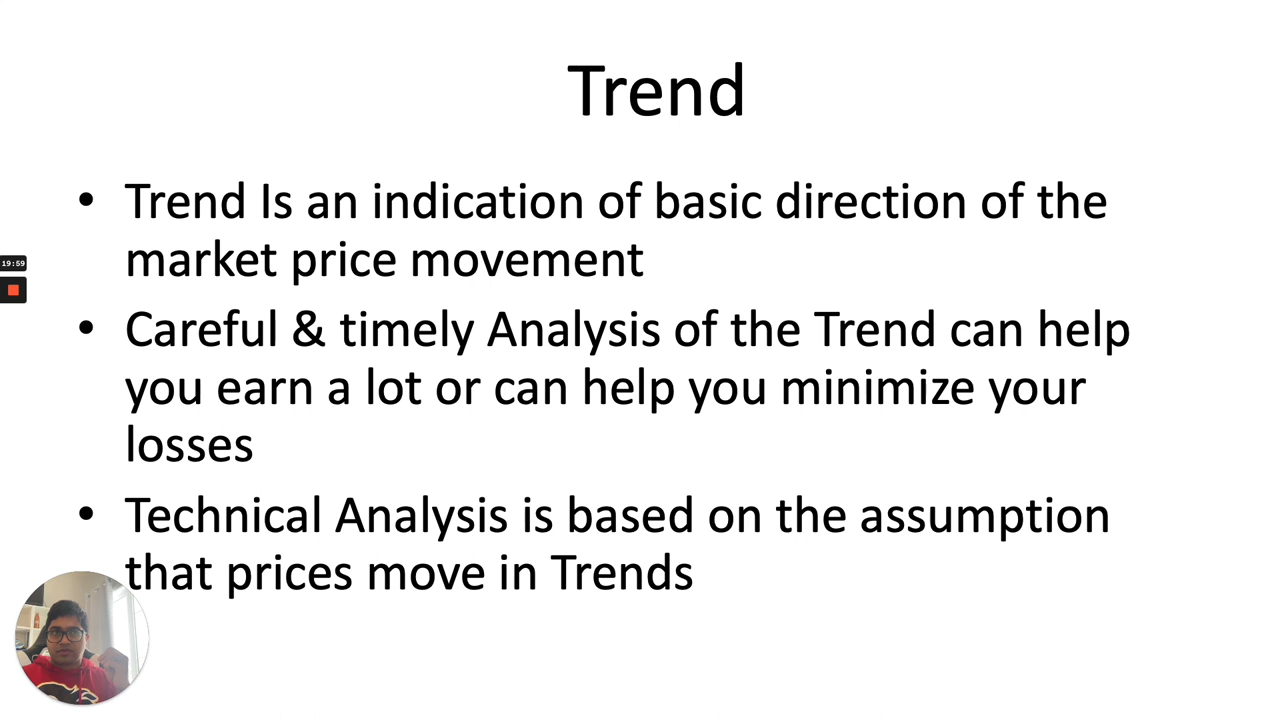 Trend
• Trend Is an indication of basic direction of the
market price movement
19:59
• Careful & timely Analysis of the Trend can help
you earn a lot or can help you minimize your
losses
• Technical Analysis is based on the assumption
that prices move in Trends